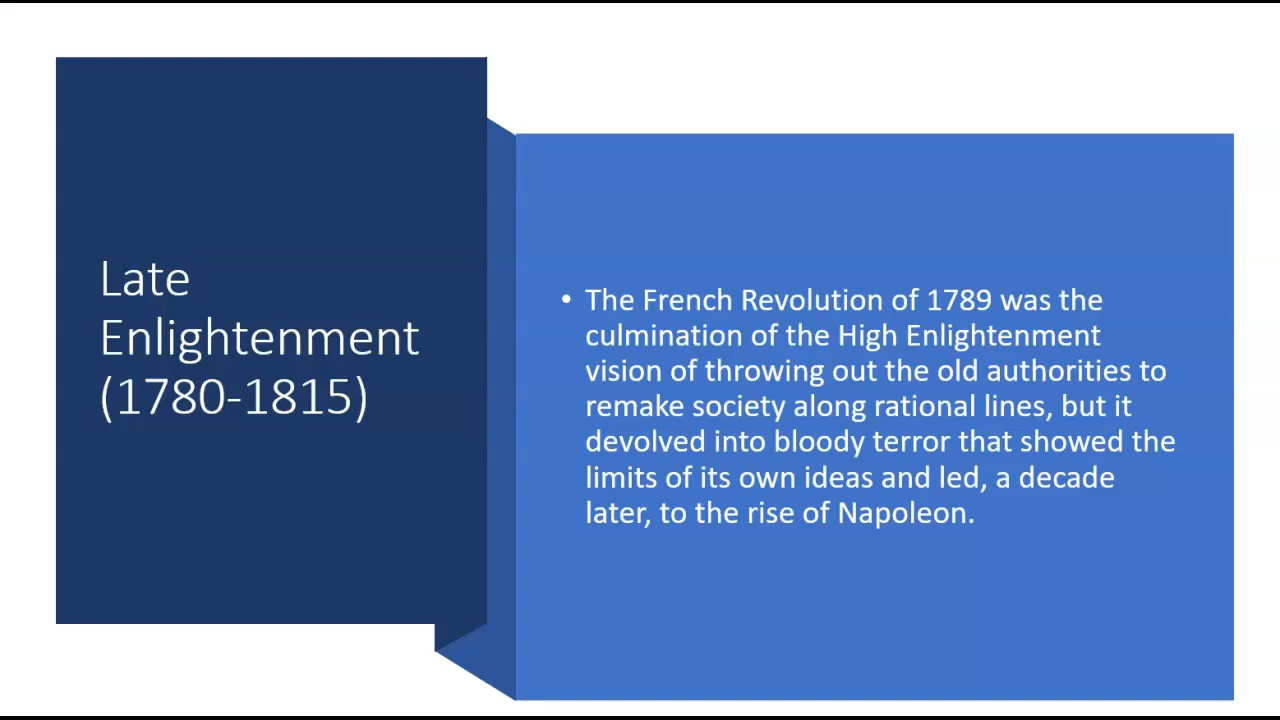 Late
Enlightenment
(1780-1815)
• The French Revolution of 1789 was the
culmination of the High Enlightenment
vision of throwing out the old authorities to
remake society along rational lines, but it
devolved into bloody terror that showed the
limits of its own ideas and led, a decade
later, to the rise of Napoleon.